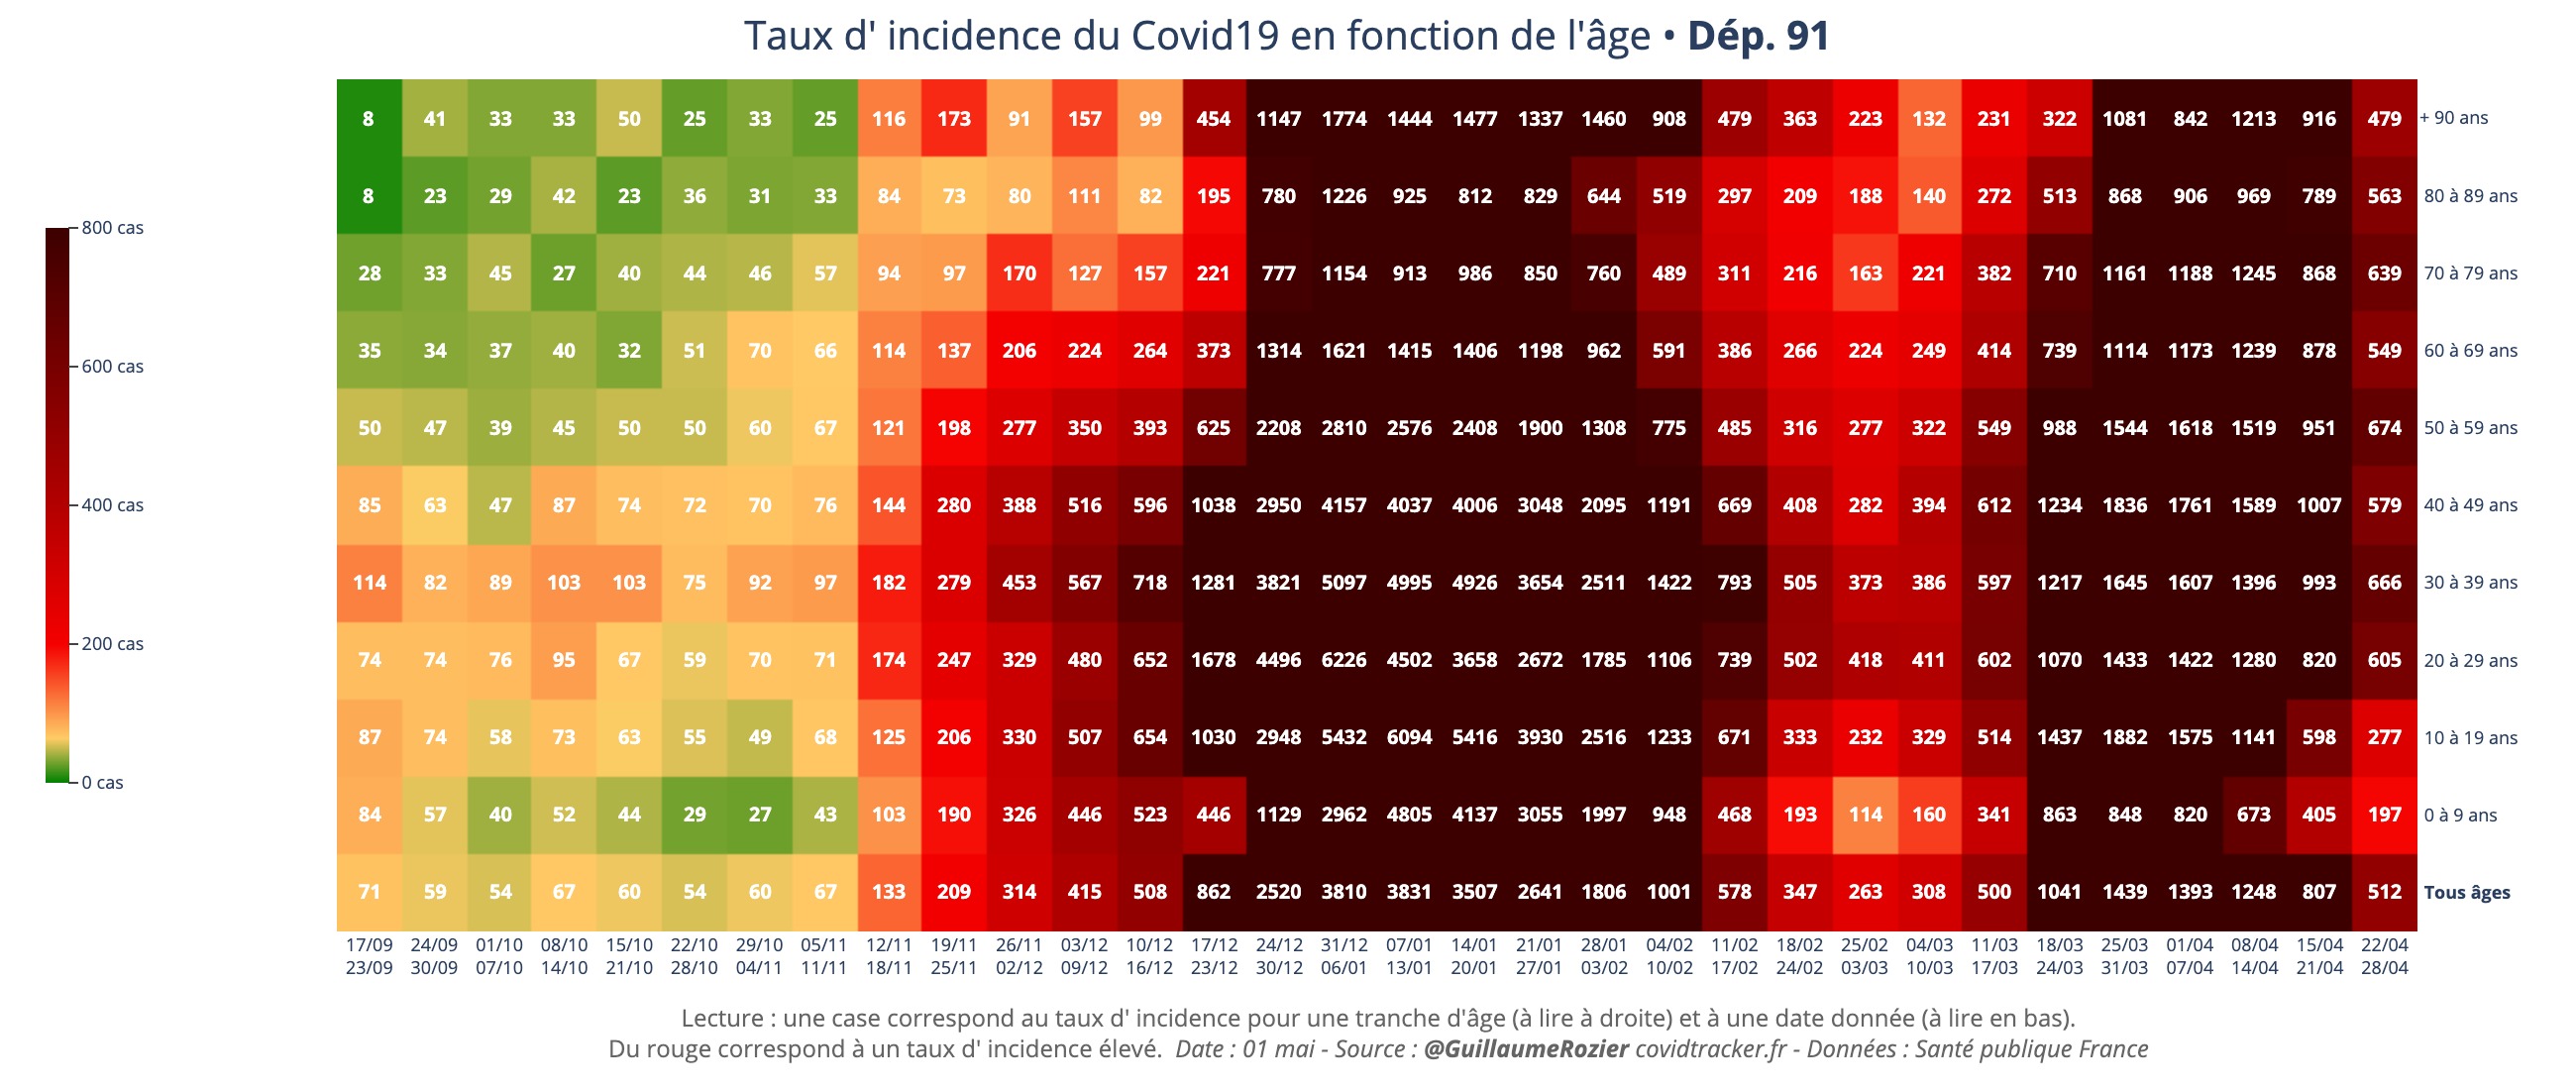 Taux d' incidence du Covid19 en fonction de l'âge • Dép. 91
800 cas
600 cas
400 cas
200 cas
0 cas
8 41 33 33 50 25 33 25 116 173 91 157 99 454 1147 1774 1444 1477 1337 1460 908 479 363 223 132 231 322 1081 842 1213 916 479 + 90 ans
8 23 29 42 23 36 31 33 84 73 80 111 82 195 780 1226 925 812 829 644 519 297 209 188 140 272 513 868 906 969 789 563 80 à 89 ans
28 33 45 27 40 44 46 57 94 97 170 127 157 221 777 1154 913 986 850 760 489 311 216 163 221 382 710 1161 1188 1245 868 639 70 à 79 ans
35 34 37 40 32 51 70 66 114 137 206 224 264 373 1314 1621 1415 1406 1198 962 591 386 266 224 249 414 739 1114 1173 1239 878 549 60 à 69 ans
50 47 39 45 50 50 60 67 121 198 277 350 393 625 2208 2810 2576 2408 1900 1308 775 485 316 277 322 549 988 1544 1618 1519 951 674 50 à 59 ans
85 63 47 87 74 72 70 76 144 280 388 516 596 1038 2950 4157 4037 4006 3048 2095 1191 669 408 282 394 612 1234 1836 1761 1589 1007 579 40 à 49 ans
114 82 89 103 103 75 92 97 182 279 453 567 718 1281 3821 5097 4995 4926 3654 2511 1422 793 505 373 386 597 1217 1645 1607 1396 993 666 30 à 39 ans
74 74 76 95 67 59 70 71 174 247 329 480 652 1678 4496 6226 4502 3658 2672 1785 1106 739 502 418 411 602 1070 1433 1422 1280 820 605 20 à 29 ans
87 74 58 73 63 55 49 68 125 206 330 507 654 1030 2948 5432 6094 5416 3930 2516 1233 671 333 232 329 514 1437 1882 1575 1141 598 277 10 à 19 ans
84 57 40 52 44 29 27 43 103 190 326 446 523 446 1129 2962 4805 4137 3055 1997 948 468 193 114 160 341 863 848 820 673 405 197 0 à 9 ans
71 59 54 67 60 54 60 67 133 209 314 415 508 862 2520 3810 3831 3507 2641 1806 1001 578 347 263 308 500 1041 1439 1393 1248 807 512 Tous âges
17/09 24/09 01/10 08/10 15/10 22/10 29/10 05/11 12/11 19/11 26/11 03/12 10/12 17/12 24/12 31/12 07/01 14/01 21/01 28/01 04/02 11/02 18/02 25/02 04/03 11/03 18/03 25/03 01/04 08/04 15/04 22/04
23/09 30/09 07/10 14/10 21/10 28/10 04/11 11/11 18/11 25/11 02/12 09/12 16/12 23/12 30/12 06/01 13/01 20/01 27/01 03/02 10/02 17/02 24/02 03/03 10/03 17/03 24/03 31/03 07/04 14/04 21/04 28/04
Lecture : une case correspond au taux d' incidence pour une tranche d'âge (à lire à droite) et à une date donnée (à lire en bas).
Du rouge correspond à un taux d' incidence élevé. Date : 01 mai - Source : @GuillaumeRozier covidtracker.fr - Données : Santé publique France